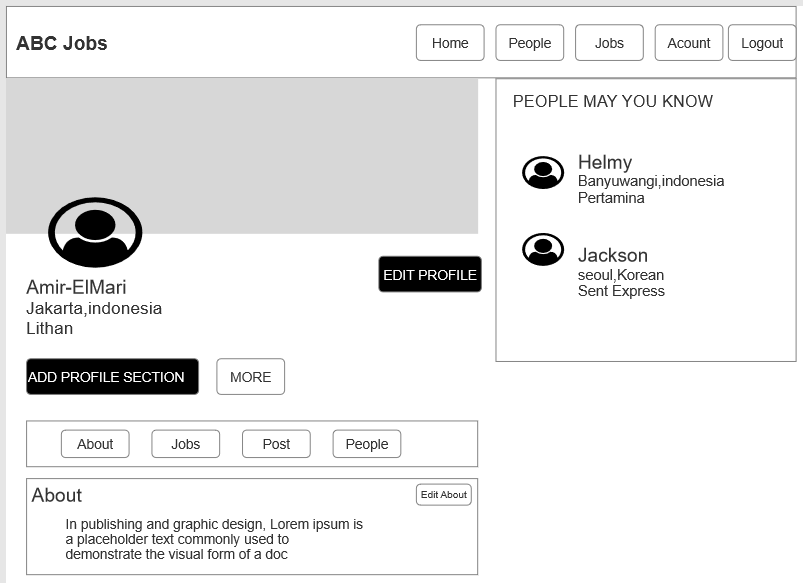 ABC Jobs
Home
People
Jobs
Acount
Logout
PEOPLE MAY YOU KNOW
Helmy
Banyuwangi,indonesia
Pertamina
Jackson
seoul,Korean
Sent Express
EDIT PROFILE
Amir-ElMari
Jakarta,indonesia
Lithan
ADD PROFILE SECTION
MORE
About
Jobs
Post
People
About
Edit About
In publishing and graphic design, Lorem ipsum is
a placeholder text commonly used to
demonstrate the visual form of a doc